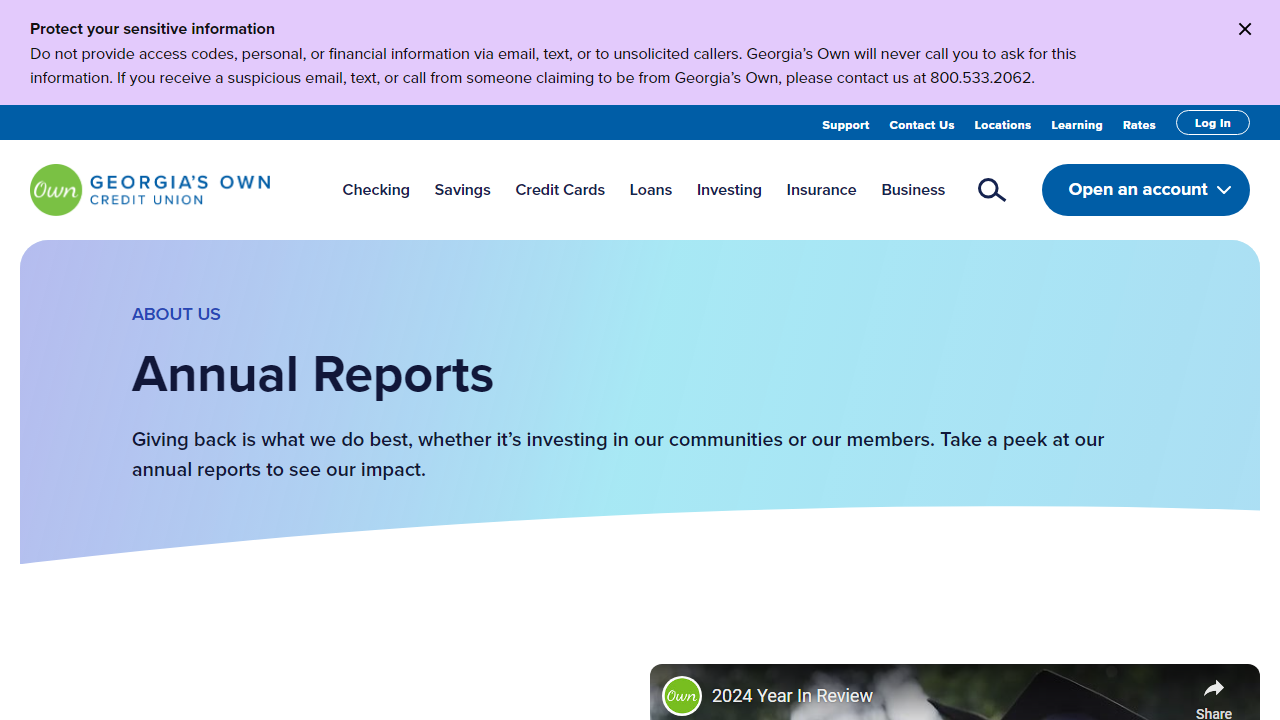 Protect your sensitive information
Do not provide access codes, personal, or financial information via email, text, or to unsolicited callers. Georgia’s Own will never call you to ask for this
information. If you receive a suspicious email, text, or call from someone claiming to be from Georgia’s Own, please contact us at 800.533.2062.
Support Contact Us Locations Learning Rates Log In
Own GEORGIA’S OWN
CREDIT UNION
Checking Savings Credit Cards Loans Investing Insurance Business Open an account
ABOUT US
Annual Reports
Giving back is what we do best, whether it’s investing in our communities or our members. Take a peek at our
annual reports to see our impact.
Own 2024 Year In Review
Share